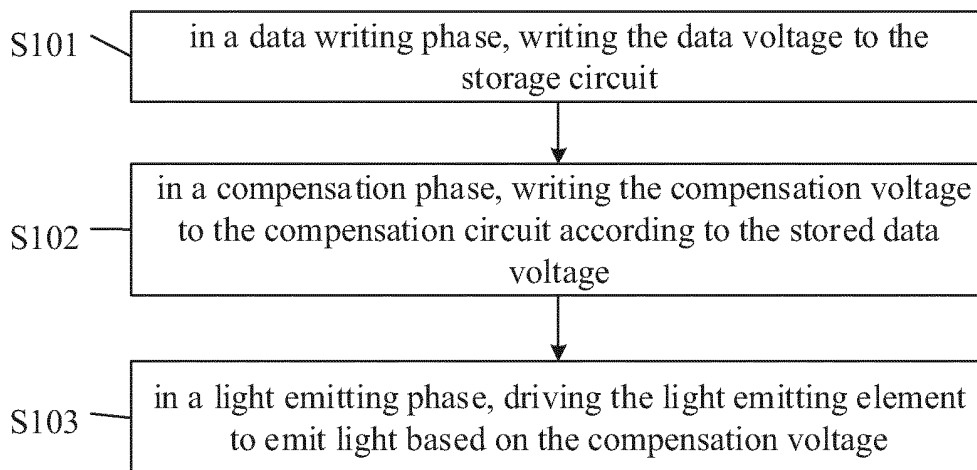 S101
in a data writing phase, writing the data voltage to the
storage circuit
S102
in a compensation phase, writing the compensation voltage
to the compensation circuit according to the stored data
voltage
S103
in a light emitting phase, driving the light emitting element
to emit light based on the compensation voltage